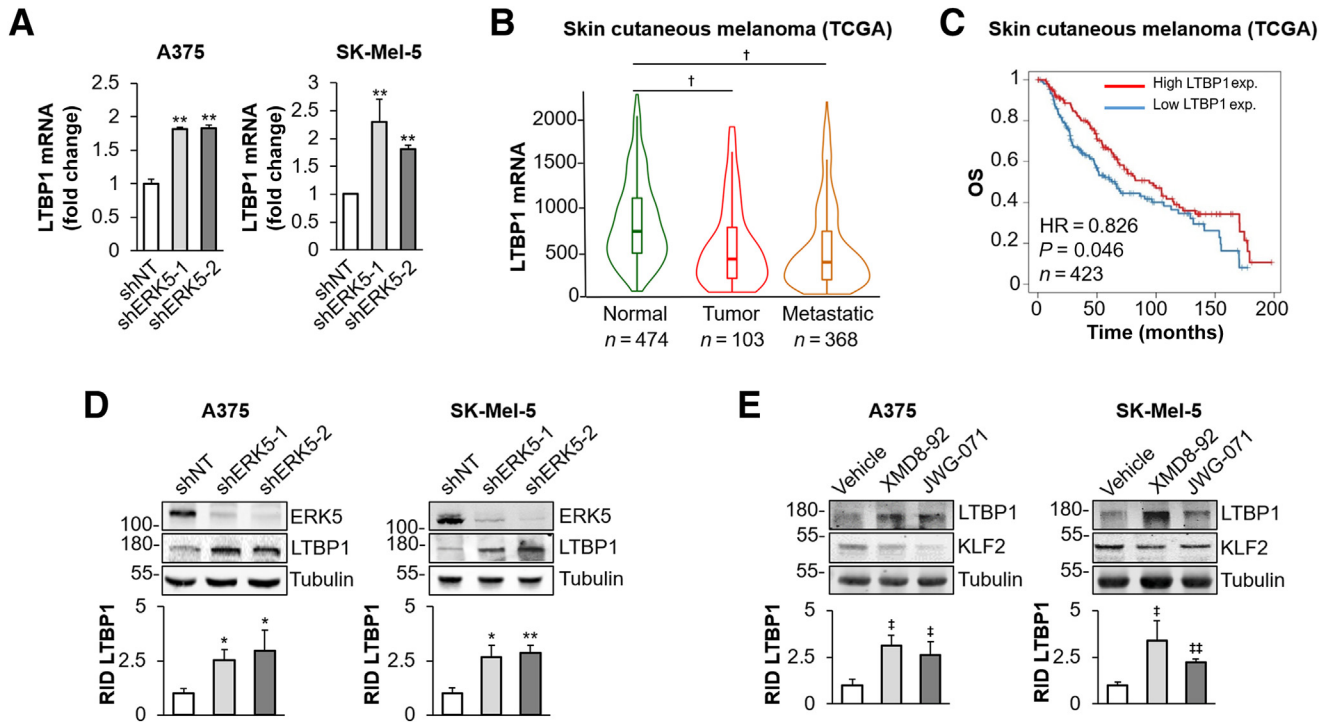 A
A375
LTBP1 mRNA
(fold change)
2.5
2
1.5
1
0.5
0
**
**
shNT
shERK5-1
shERK5-2
SK-Mel-5
LTBP1 mRNA
(fold change)
3
2.5
2
1.5
1
0.5
0
**
**
shNT
shERK5-1
shERK5-2
B
Skin cutaneous melanoma (TCGA)
†
†
LTBP1 mRNA
2000
1500
1000
500
0
Normal
Tumor
Metastatic
n = 474
n = 103
n = 368
C
Skin cutaneous melanoma (TCGA)
High LTBP1 exp.
Low LTBP1 exp.
OS
1
0.8
0.6
0.4
0.2
0
HR = 0.826
P = 0.046
n = 423
0
50
100
150
200
Time (months)
D
A375
shNT
shERK5-1
shERK5-2
100-
ERK5
180-
LTBP1
55-
Tubulin
RID LTBP1
5
2.5
0
*
*
SK-Mel-5
shNT
shERK5-1
shERK5-2
100-
ERK5
180-
LTBP1
55-
Tubulin
RID LTBP1
5
2.5
0
*
**
E
A375
Vehicle
XMD8-92
JWG-071
180-
LTBP1
55-
KLF2
55-
Tubulin
RID LTBP1
5
2.5
0
‡
‡
SK-Mel-5
Vehicle
XMD8-92
JWG-071
180-
LTBP1
55-
KLF2
55-
Tubulin
RID LTBP1
5
2.5
0
‡
‡‡